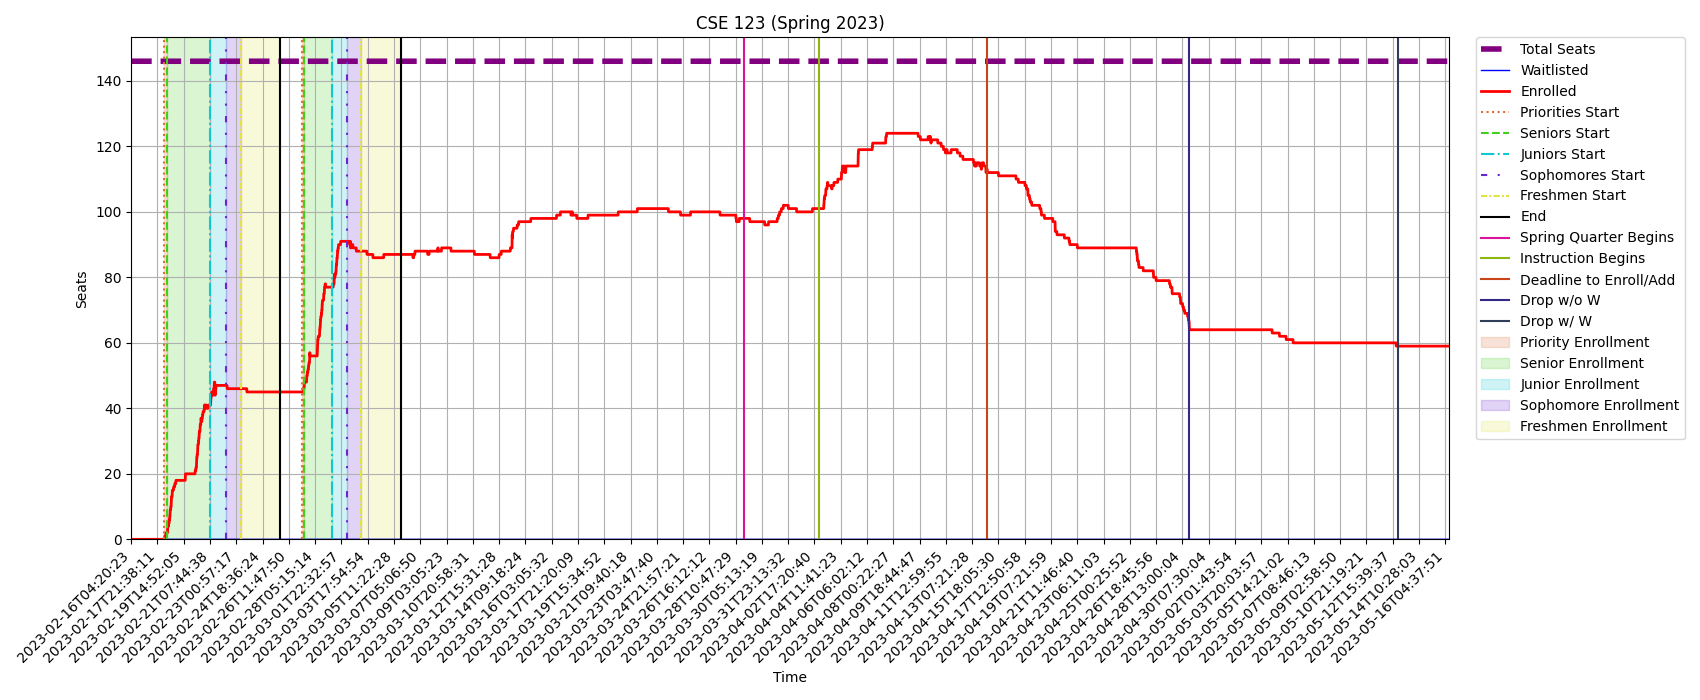 CSE 123 (Spring 2023)
Seats
140
120
100
80
60
40
20
0
2023-02-16T04:20:23
2023-02-17T21:38:11
2023-02-19T14:52:05
2023-02-21T07:44:38
2023-02-23T00:57:17
2023-02-24T18:36:24
2023-02-26T11:47:50
2023-02-28T05:15:14
2023-03-01T22:32:57
2023-03-03T17:54:54
2023-03-05T11:22:28
2023-03-07T05:06:50
2023-03-09T03:05:23
2023-03-10T20:58:31
2023-03-12T15:31:28
2023-03-14T09:18:24
2023-03-16T03:05:32
2023-03-17T21:20:09
2023-03-19T15:34:52
2023-03-21T09:40:18
2023-03-23T03:47:40
2023-03-24T21:57:21
2023-03-26T16:12:12
2023-03-28T10:47:29
2023-03-30T05:13:19
2023-03-31T23:13:32
2023-04-02T17:20:40
2023-04-04T11:41:23
2023-04-06T06:02:12
2023-04-08T00:22:27
2023-04-09T18:44:47
2023-04-11T12:59:55
2023-04-13T07:21:28
2023-04-15T18:05:30
2023-04-17T12:50:58
2023-04-19T07:21:59
2023-04-21T11:46:40
2023-04-23T06:11:03
2023-04-25T00:25:52
2023-04-26T18:45:56
2023-04-28T13:00:04
2023-04-30T07:30:04
2023-05-02T01:43:54
2023-05-03T20:03:57
2023-05-05T14:21:02
2023-05-07T08:46:13
2023-05-09T02:58:50
2023-05-10T21:19:21
2023-05-12T15:39:37
2023-05-14T10:28:03
2023-05-16T04:37:51
Time
Total Seats
Waitlisted
Enrolled
Priorities Start
Seniors Start
Juniors Start
Sophomores Start
Freshmen Start
End
Spring Quarter Begins
Instruction Begins
Deadline to Enroll/Add
Drop w/o W
Drop w/ W
Priority Enrollment
Senior Enrollment
Junior Enrollment
Sophomore Enrollment
Freshmen Enrollment